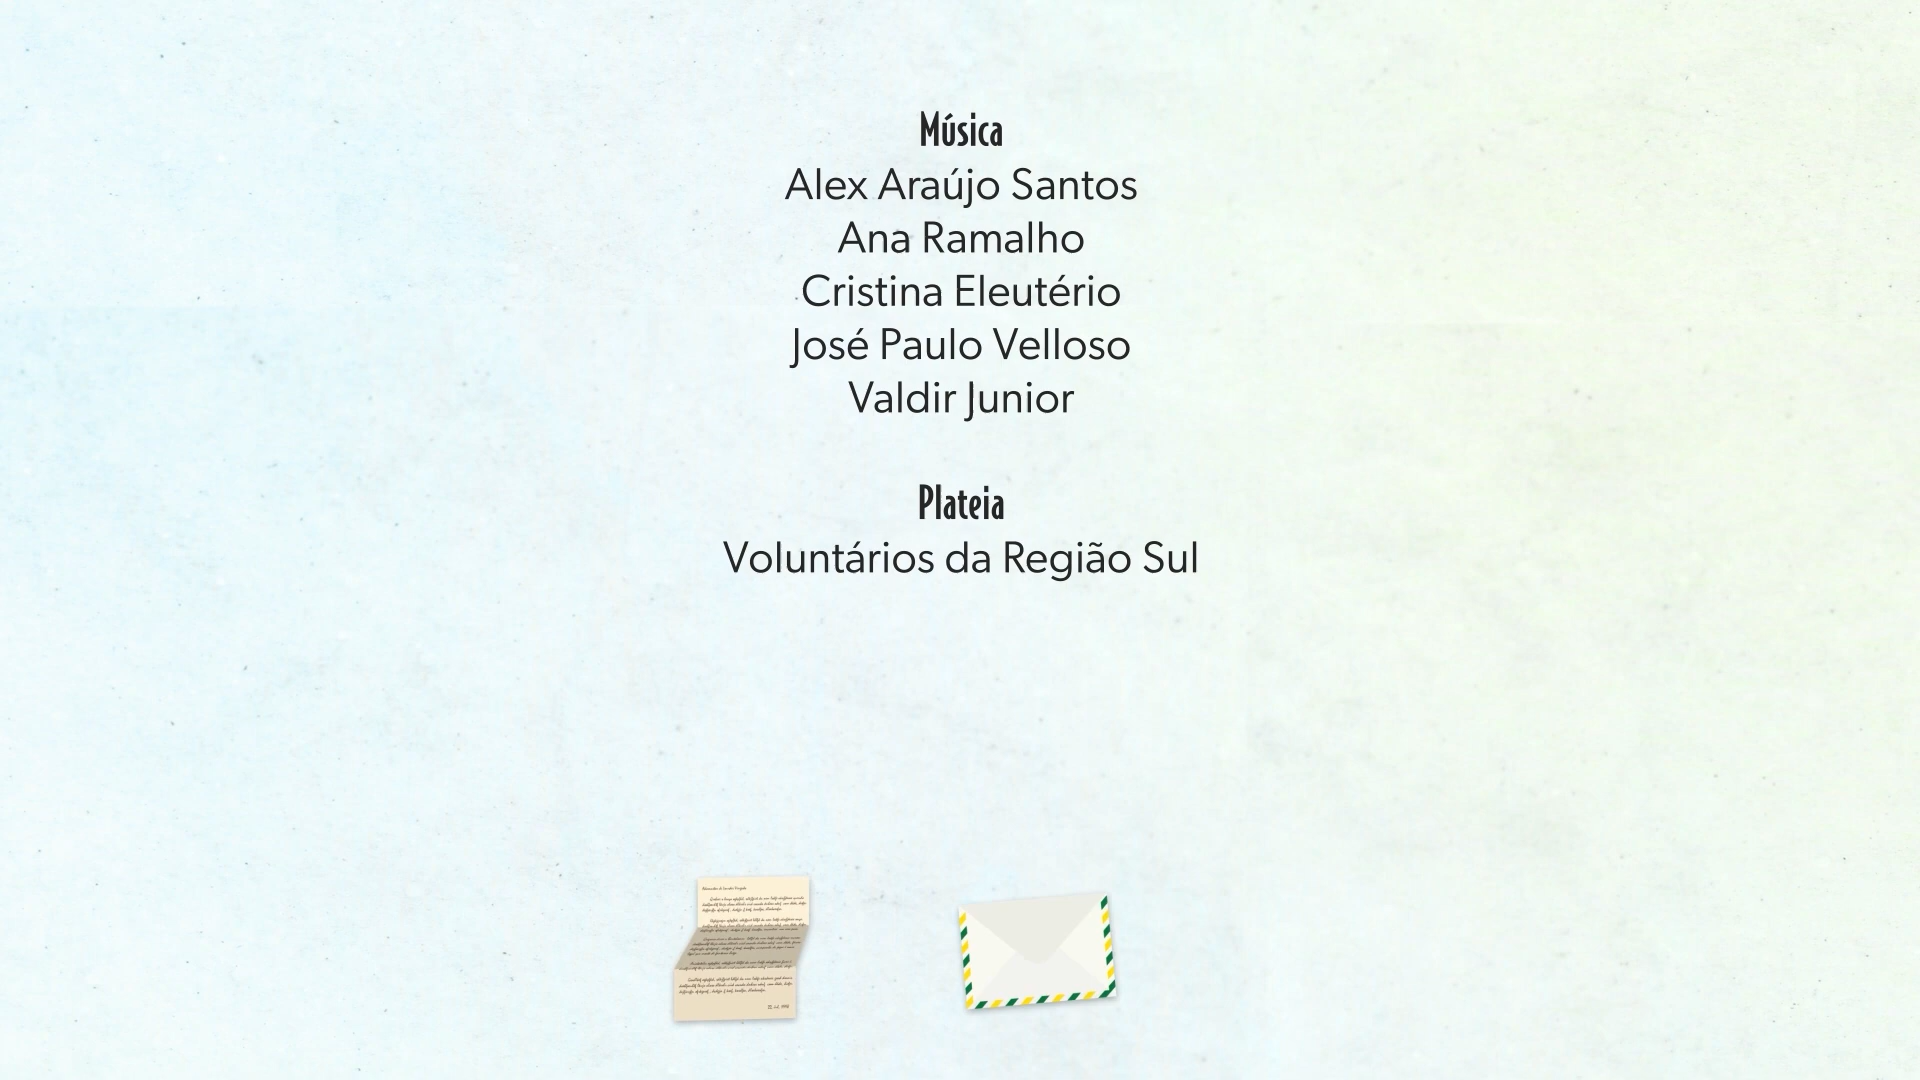 Música
Alex Araújo Santos
Ana Ramalho
Cristina Eleutério
José Paulo Velloso
Valdir Junior
Plateia
Voluntários da Região Sul